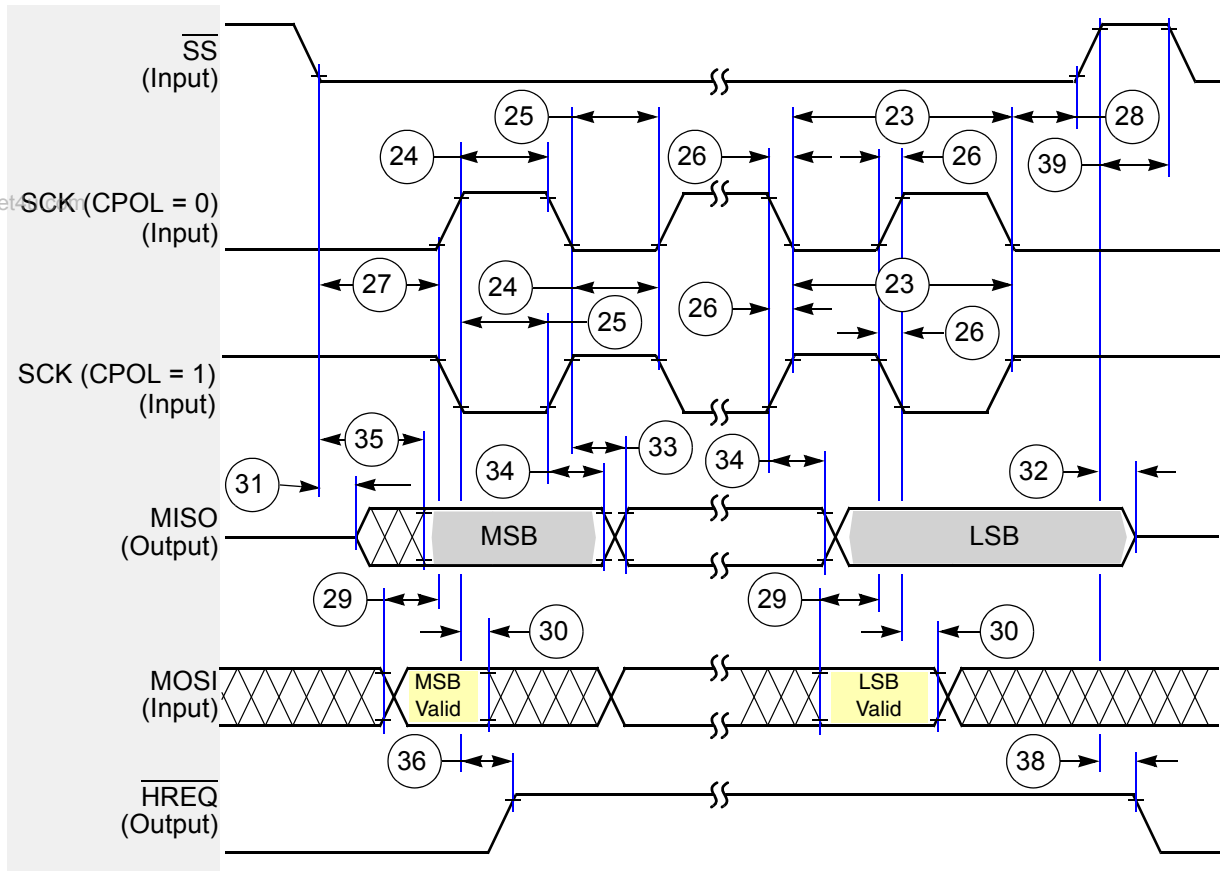 SS
(Input)
25
23
28
24
26
26
39
et4u.com
SCK (CPOL = 0)
(Input)
27
24
26
23
25
26
SCK (CPOL = 1)
(Input)
35
33
34
34
31
32
MISO
(Output)
MSB
LSB
29
29
30
30
MOSI
(Input)
MSB
Valid
LSB
Valid
36
38
HREQ
(Output)